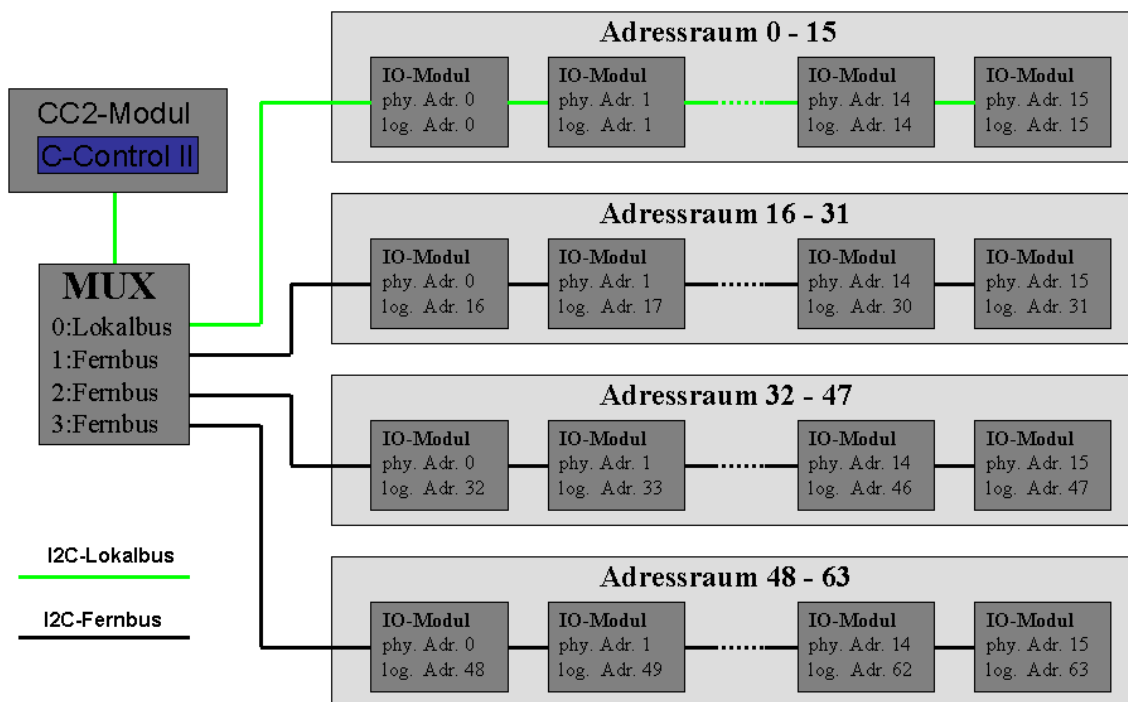 Adressraum 0 - 15
IO-Modul
phy. Adr. 0
log. Adr. 0
IO-Modul
phy. Adr. 1
log. Adr. 1
IO-Modul
phy. Adr. 14
log. Adr. 14
IO-Modul
phy. Adr. 15
log. Adr. 15
CC2-Modul
C-Control II
MUX
0:Lokalbus
1:Fernbus
2:Fernbus
3:Fernbus
Adressraum 16 - 31
IO-Modul
phy. Adr. 0
log. Adr. 16
IO-Modul
phy. Adr. 1
log. Adr. 17
IO-Modul
phy. Adr. 14
log. Adr. 30
IO-Modul
phy. Adr. 15
log. Adr. 31
Adressraum 32 - 47
IO-Modul
phy. Adr. 0
log. Adr. 32
IO-Modul
phy. Adr. 1
log. Adr. 33
IO-Modul
phy. Adr. 14
log. Adr. 46
IO-Modul
phy. Adr. 15
log. Adr. 47
Adressraum 48 - 63
IO-Modul
phy. Adr. 0
log. Adr. 48
IO-Modul
phy. Adr. 1
log. Adr. 49
IO-Modul
phy. Adr. 14
log. Adr. 62
IO-Modul
phy. Adr. 15
log. Adr. 63
I2C-Lokalbus
I2C-Fernbus